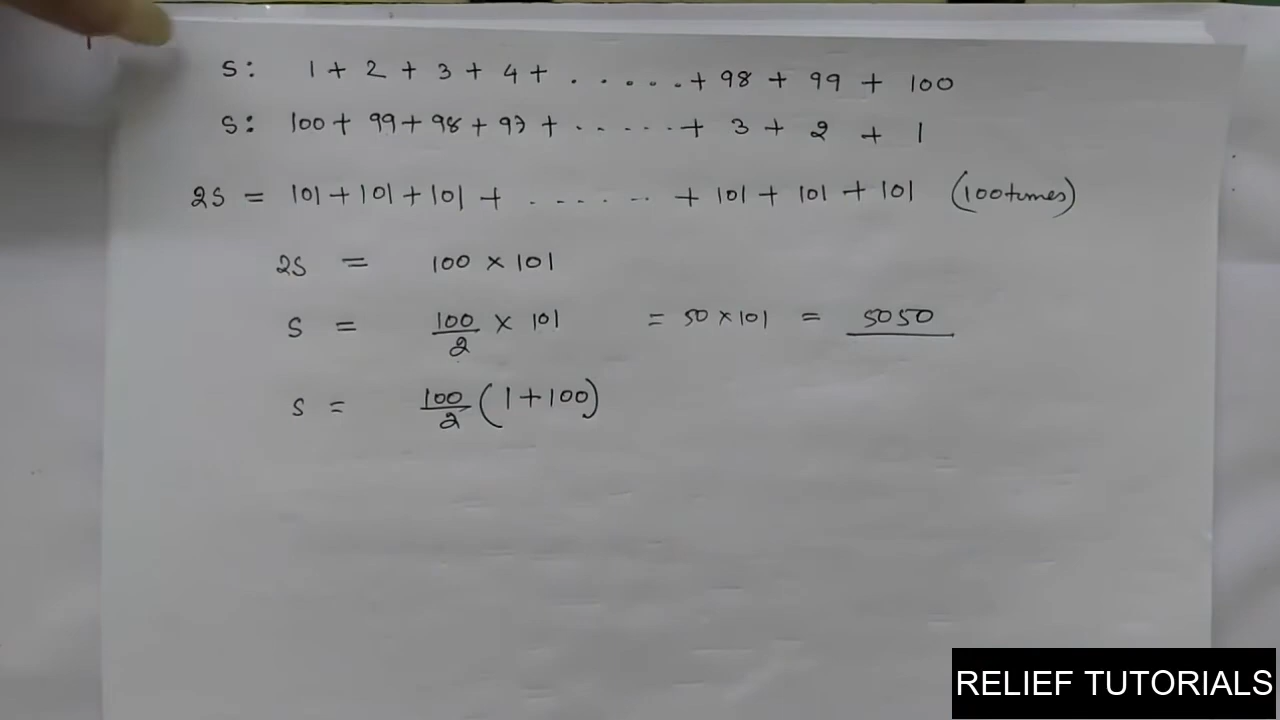 S: 1 + 2 + 3 + 4 + . . . . . . + 98 + 99 + 100
S: 100 + 99 + 98 + 97 + . . . . . . + 3 + 2 + 1
2S = 101 + 101 + 101 + . . . . . . . + 101 + 101 + 101 (100 times)
2S = 100 × 101
S = 100/2 × 101 = 50 × 101 = 5050
S = 100/2 (1 + 100)
RELIEF TUTORIALS